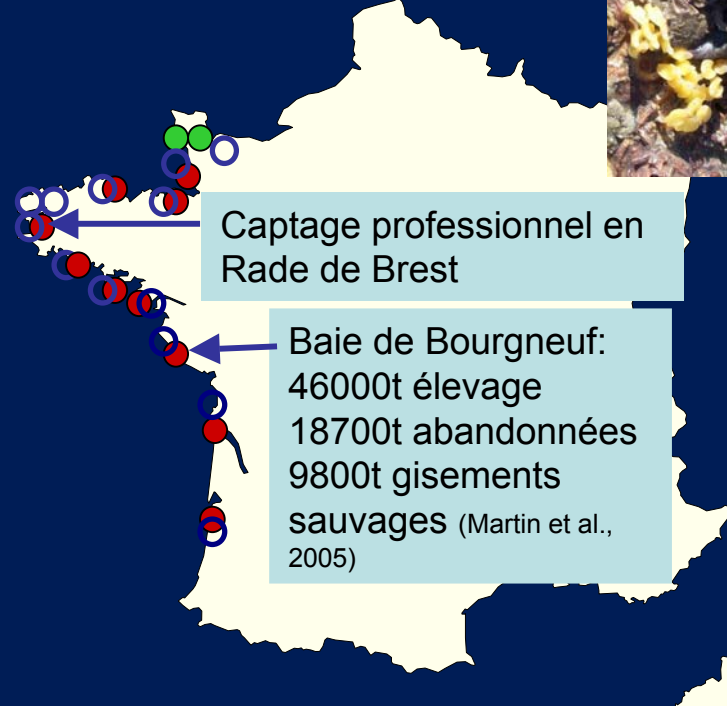 Captage professionnel en
Rade de Brest
Baie de Bourgneuf:
46000t élevage
18700t abandonnées
9800t gisements
sauvages (Martin et al.,
2005)